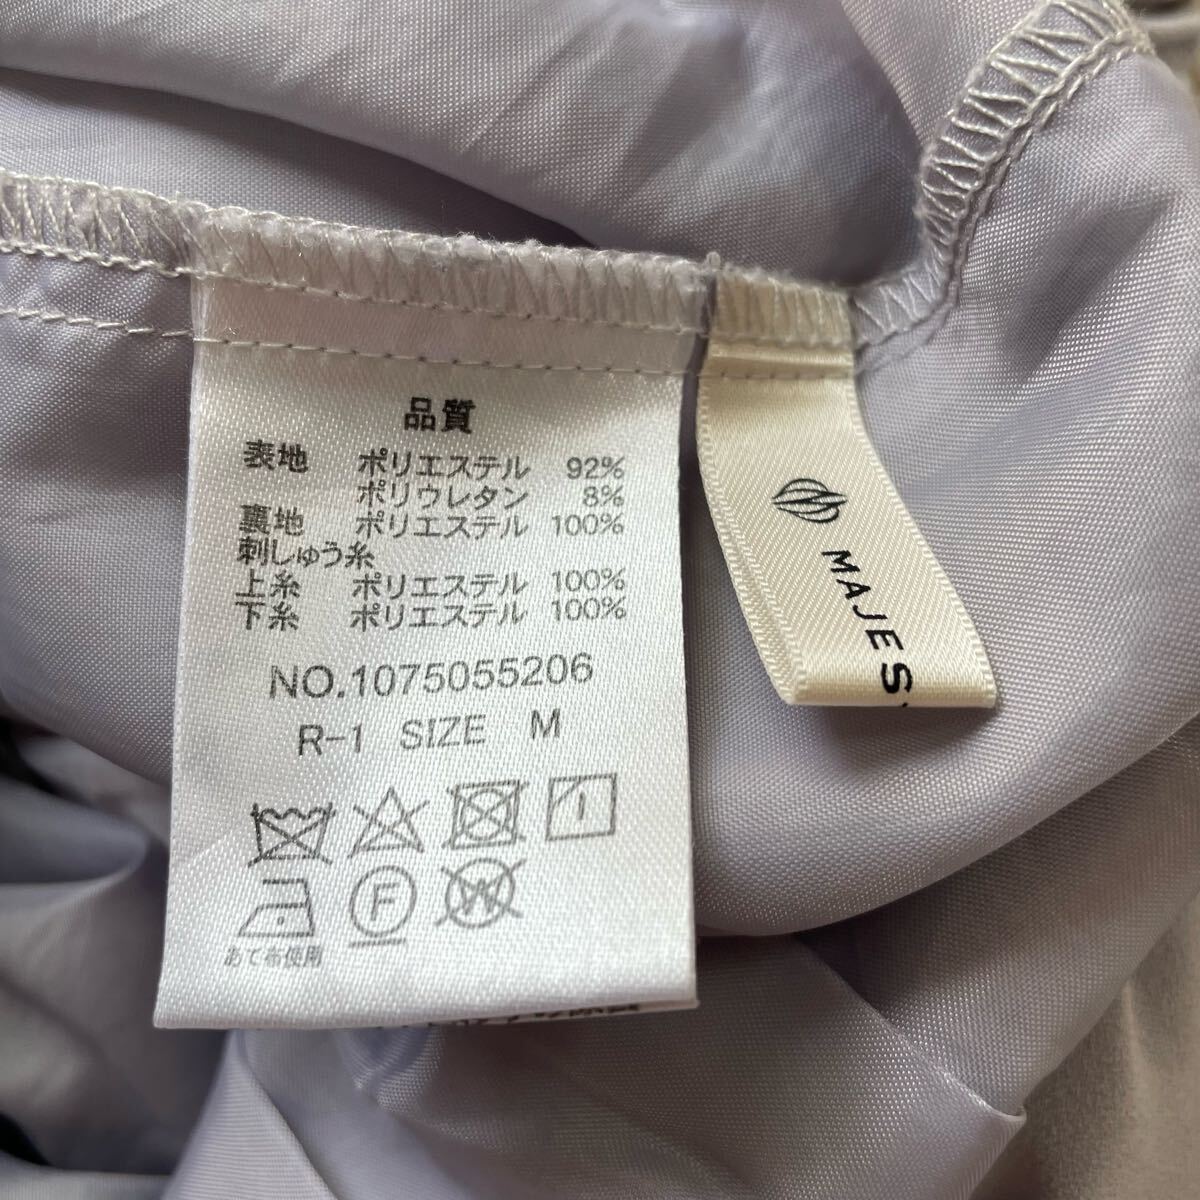 品質
表地 ポリエステル 92%
ポリウレタン 8%
裏地 ポリエステル 100%
刺しゅう糸
上糸 ポリエステル 100%
下糸 ポリエステル 100%
NO.1075055206
R-1 SIZE M
F
W
あて布使用
MAJES